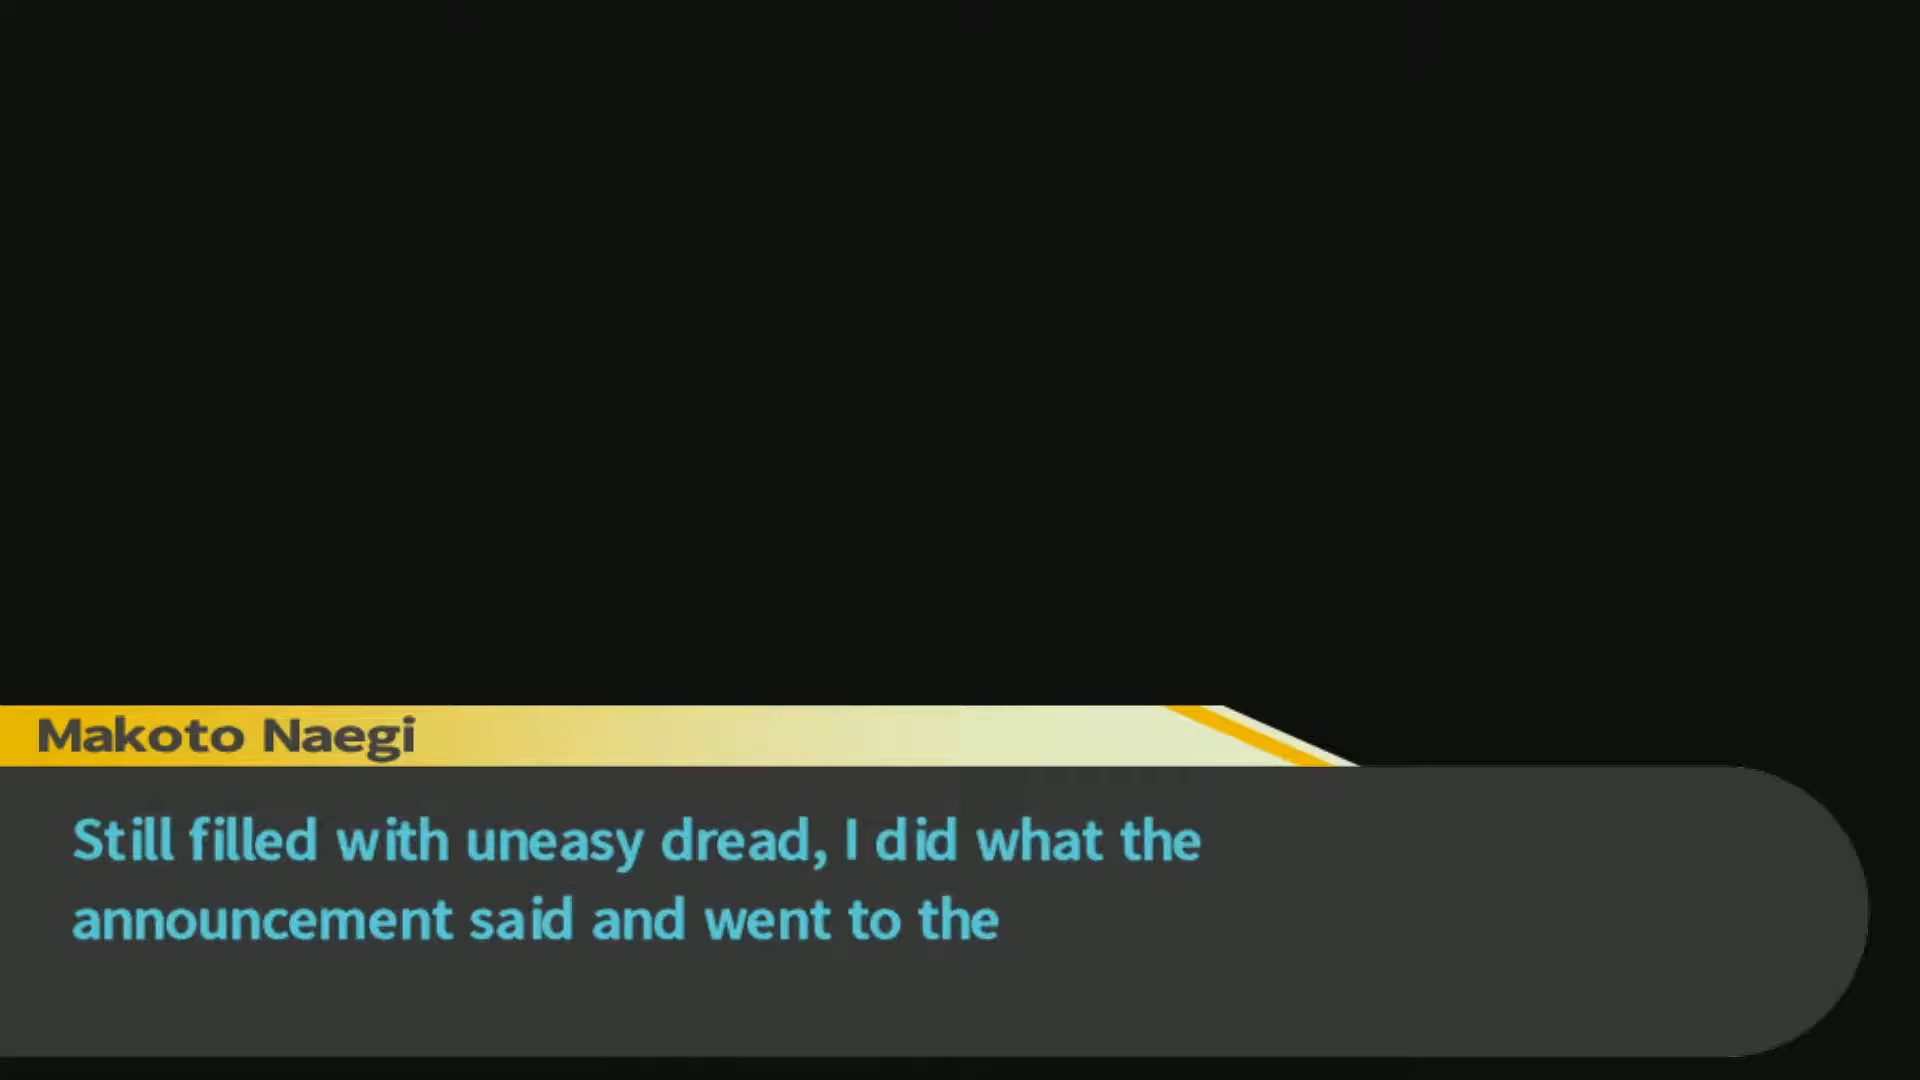 Makoto Naegi
Still filled with uneasy dread, I did what the
announcement said and went to the